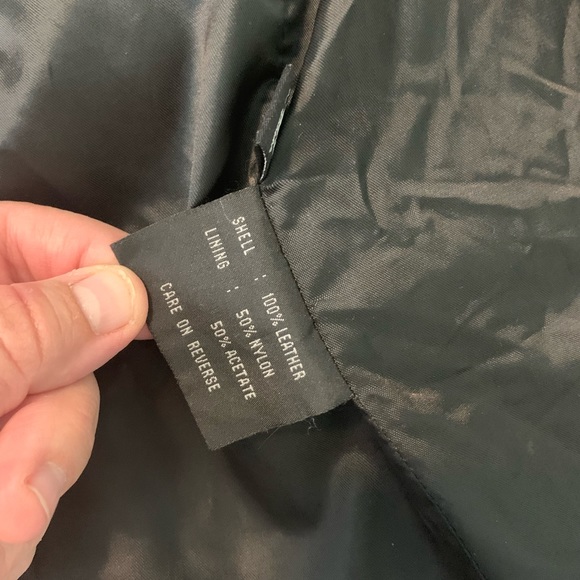 SHELL : 100% LEATHER
LINING : 50% NYLON
50% ACETATE
CARE ON REVERSE